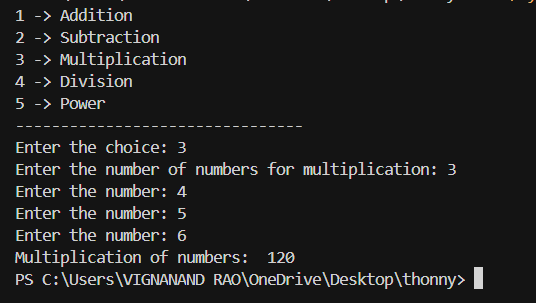 1 -> Addition
2 -> Subtraction
3 -> Multiplication
4 -> Division
5 -> Power
--------------------------------
Enter the choice: 3
Enter the number of numbers for multiplication: 3
Enter the number: 4
Enter the number: 5
Enter the number: 6
Multiplication of numbers:  120
PS C:\Users\VIGNANAND RAO\OneDrive\Desktop\thonny>